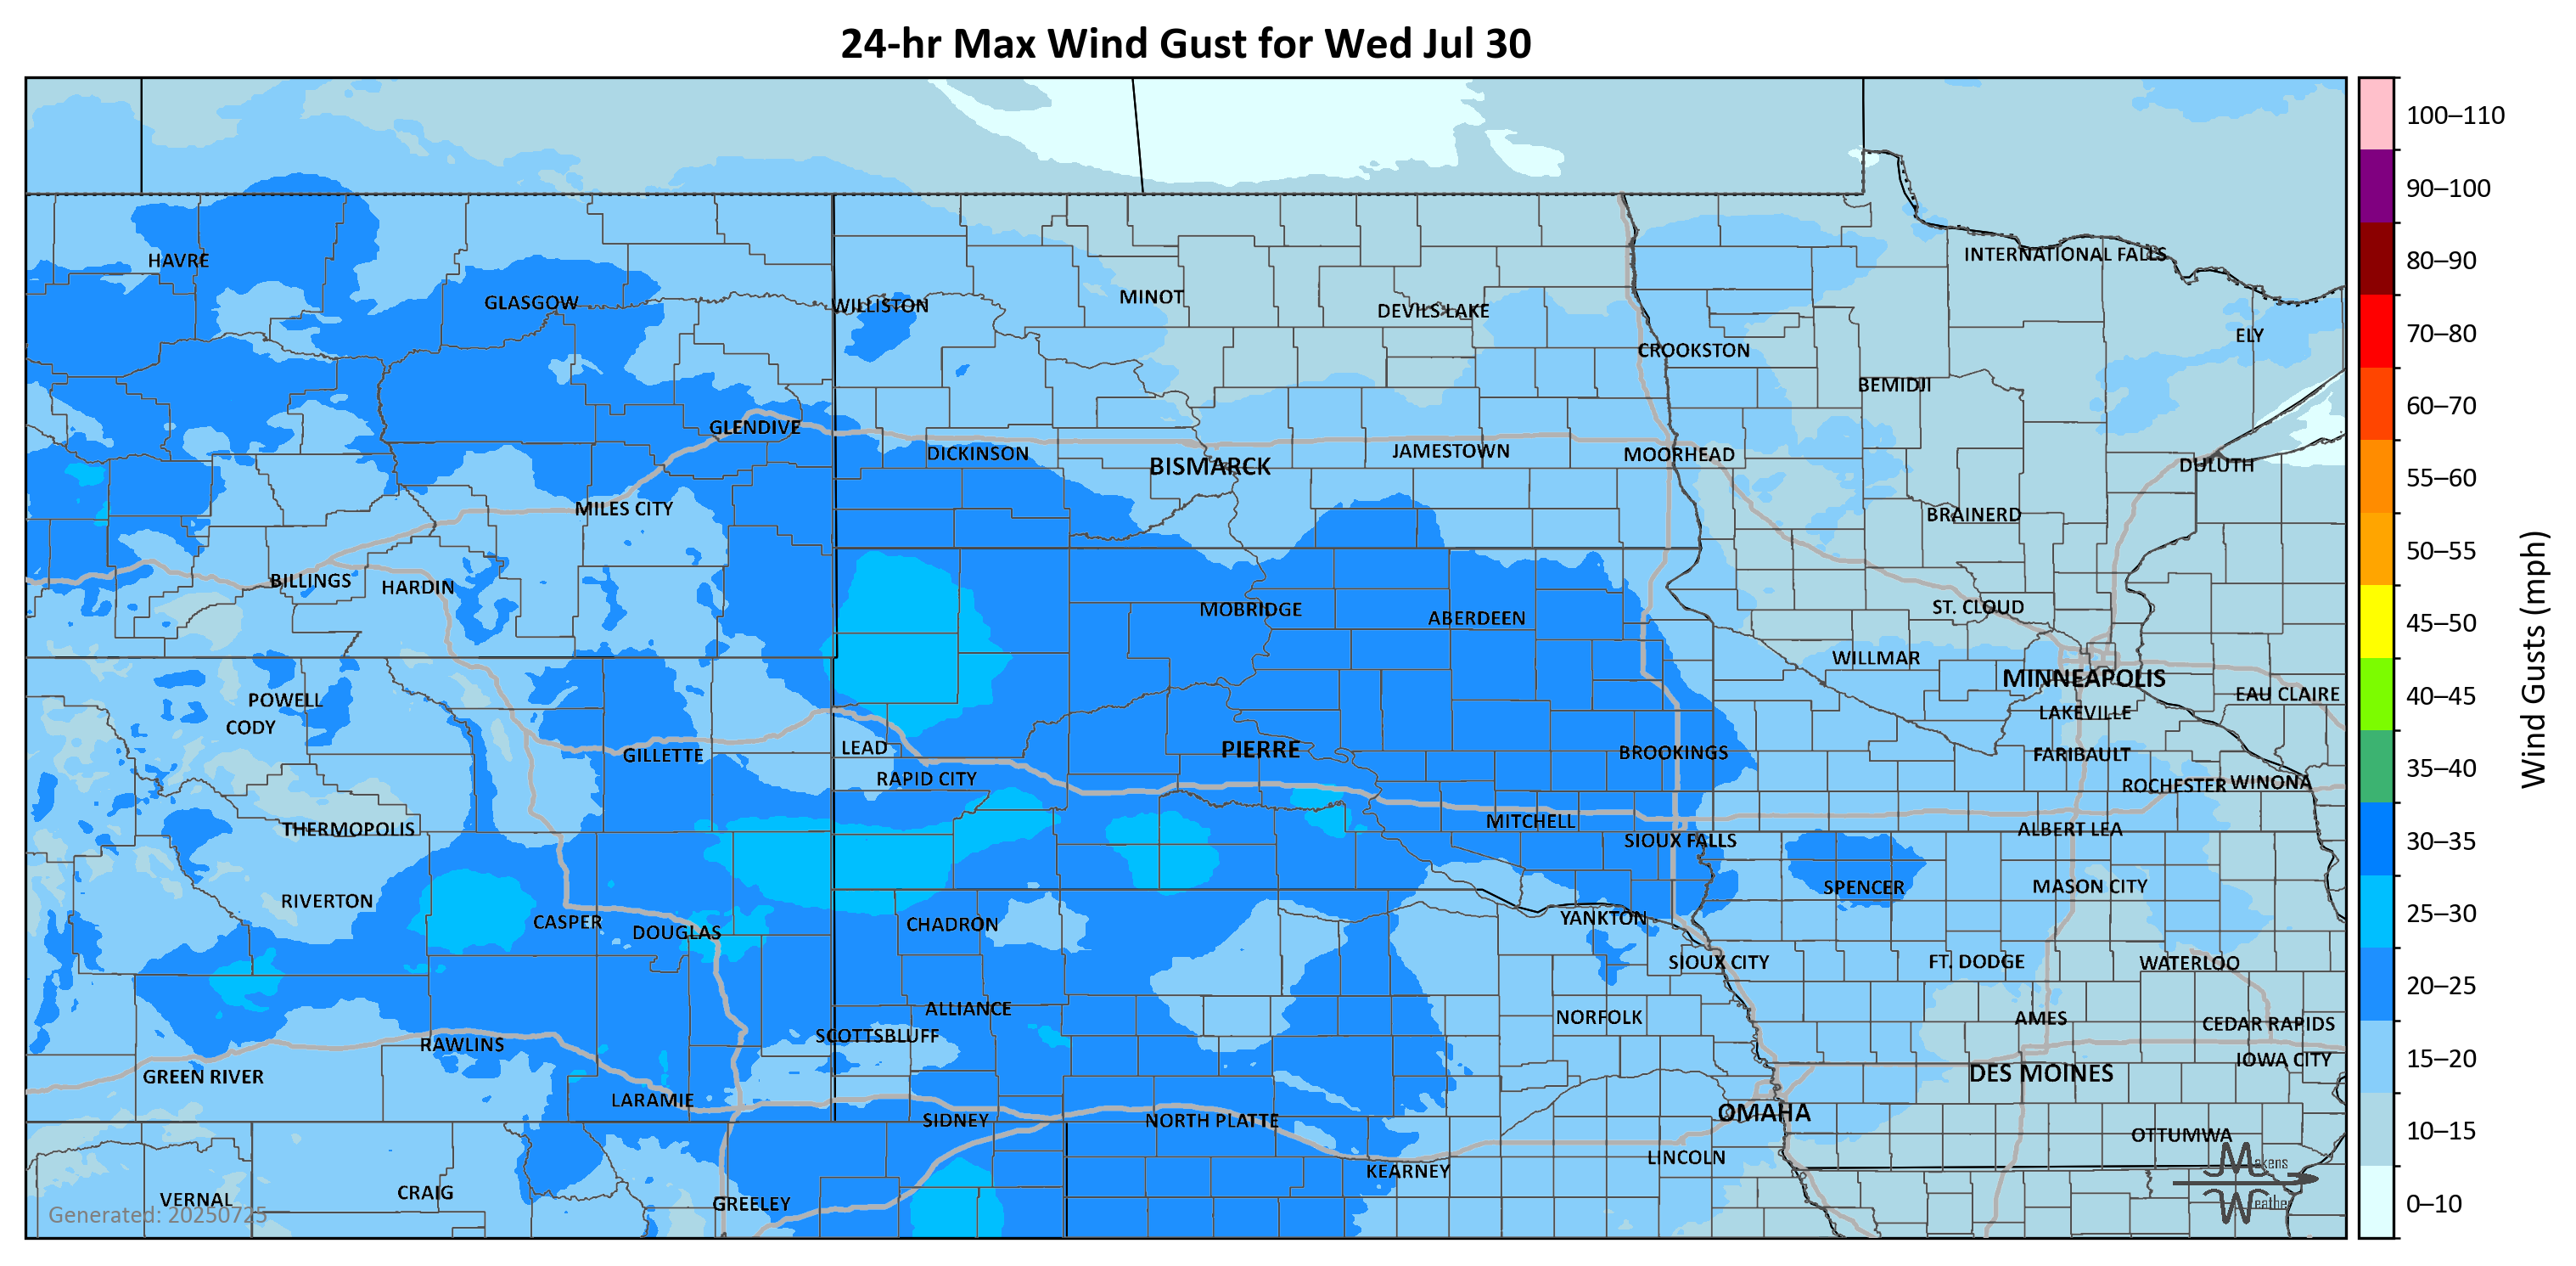 24-hr Max Wind Gust for Wed Jul 30
100–110
90–100
80–90
70–80
60–70
55–60
50–55
45–50
40–45
35–40
30–35
25–30
20–25
15–20
10–15
0–10
Wind Gusts (mph)
HAVRE
INTERNATIONAL FALLS
GLASGOW
WILLISTON
MINOT
DEVILS LAKE
ELY
CROOKSTON
BEMIDJI
GLENDIVE
DICKINSON
BISMARCK
JAMESTOWN
MOORHEAD
DULUTH
MILES CITY
BRAINERD
BILLINGS
HARDIN
MOBRIDGE
ABERDEEN
ST. CLOUD
WILLMAR
MINNEAPOLIS
EAU CLAIRE
POWELL
CODY
LAKEVILLE
GILLETTE
LEAD
PIERRE
BROOKINGS
FARIBAULT
RAPID CITY
ROCHESTER
WINONA
THERMOPOLIS
MITCHELL
ALBERT LEA
SIOUX FALLS
SPENCER
MASON CITY
RIVERTON
CASPER
DOUGLAS
CHADRON
YANKTON
SIOUX CITY
FT. DODGE
WATERLOO
ALLIANCE
NORFOLK
AMES
CEDAR RAPIDS
SCOTTSBLUFF
RAWLINS
IOWA CITY
GREEN RIVER
DES MOINES
LARAMIE
SIDNEY
NORTH PLATTE
OMAHA
OTTUMWA
KEARNEY
LINCOLN
VERNAL
CRAIG
GREELEY
Makens
Weather
Generated: 20250725